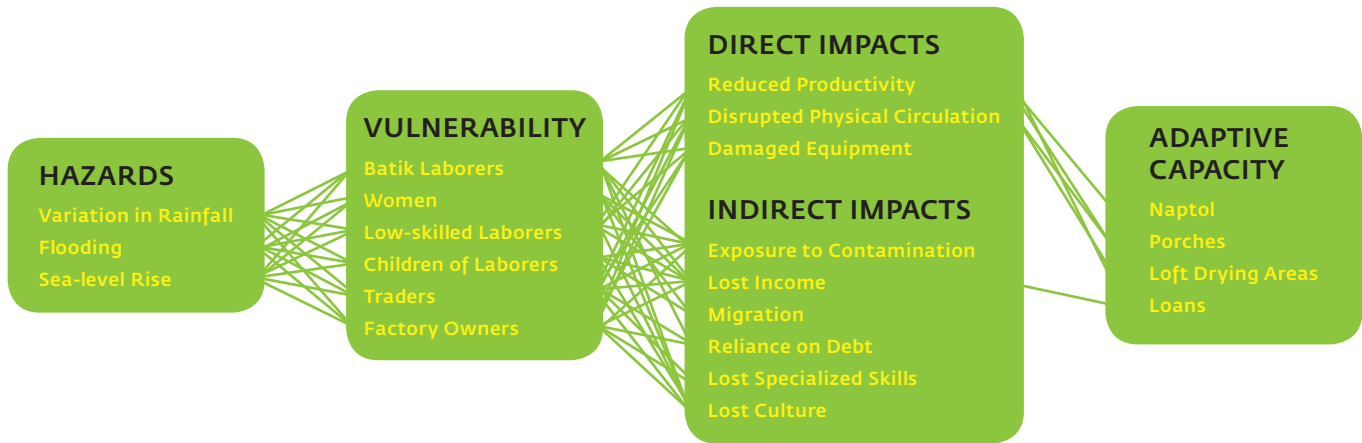 HAZARDS
Variation in Rainfall
Flooding
Sea-level Rise
VULNERABILITY
Batik Laborers
Women
Low-skilled Laborers
Children of Laborers
Traders
Factory Owners
DIRECT IMPACTS
Reduced Productivity
Disrupted Physical Circulation
Damaged Equipment
INDIRECT IMPACTS
Exposure to Contamination
Lost Income
Migration
Reliance on Debt
Lost Specialized Skills
Lost Culture
ADAPTIVE
CAPACITY
Naptol
Porches
Loft Drying Areas
Loans